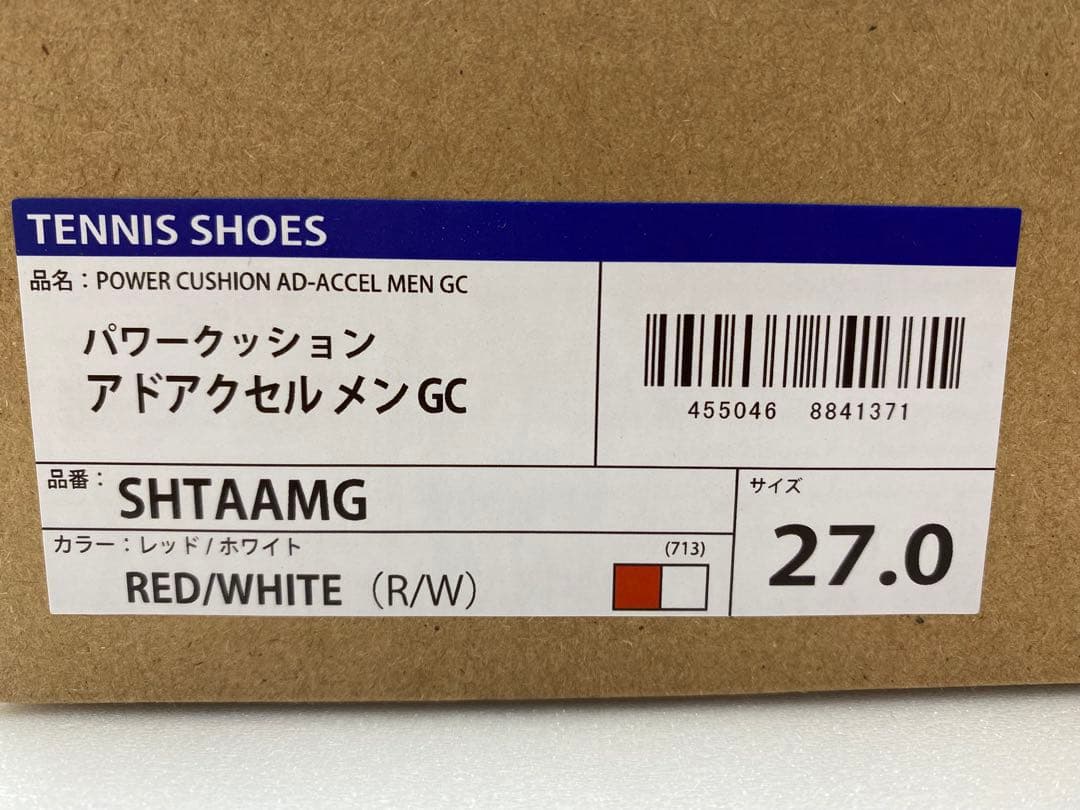 TENNIS SHOES
品名：POWER CUSHION AD-ACCEL MEN GC
パワークッション
アドアクセル メン GC
455046 8841371
品番：
SHTAAMG
カラー：レッド/ホワイト
(713)
RED/WHITE（R/W）
サイズ
27.0